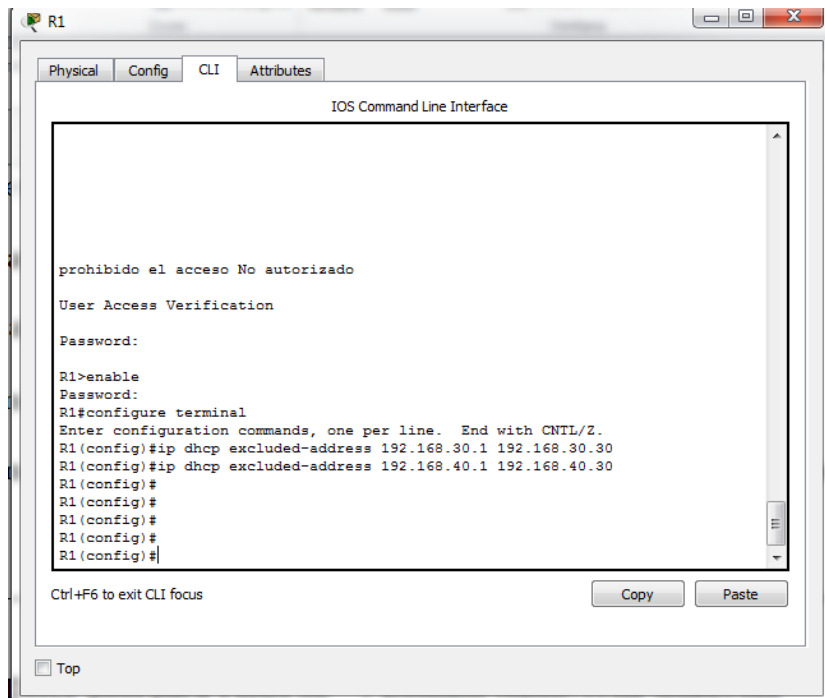 R1
Physical Config CLI Attributes
IOS Command Line Interface
prohibido el acceso No autorizado
User Access Verification
Password:
R1>enable
Password:
R1#configure terminal
Enter configuration commands, one per line.  End with CNTL/Z.
R1(config)#ip dhcp excluded-address 192.168.30.1 192.168.30.30
R1(config)#ip dhcp excluded-address 192.168.40.1 192.168.40.30
R1(config)#
R1(config)#
R1(config)#
R1(config)#
R1(config)#
Ctrl+F6 to exit CLI focus
Copy Paste
Top